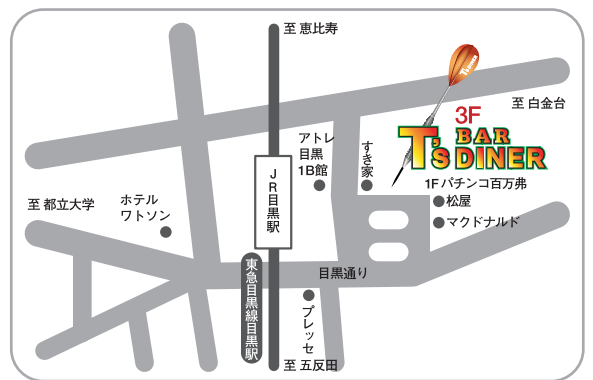 至 恵比寿
至 白金台
T's
3F
T's BAR
DINER
1F パチンコ百万弗
アトレ
目黒
1B館
すき家
松屋
マクドナルド
JR目黒駅
至 都立大学
ホテル
ワトソン
目黒通り
東急目黒線目黒駅
プレッセ
至 五反田